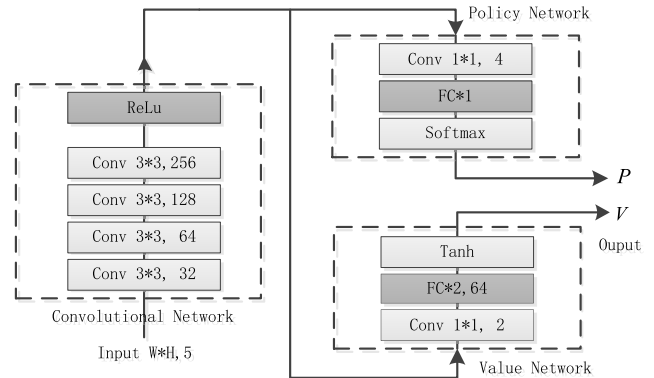 Policy Network
Conv 1*1, 4
FC*1
Softmax
P
ReLu
Conv 3*3,256
Conv 3*3,128
Conv 3*3, 64
Conv 3*3, 32
Convolutional Network
Input W*H,5
V
Ouput
Tanh
FC*2,64
Conv 1*1, 2
Value Network